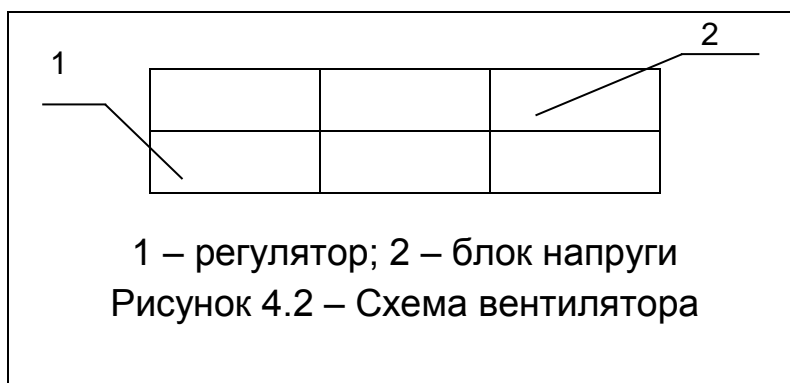 1
2
1 – регулятор; 2 – блок напруги
Рисунок 4.2 – Схема вентилятора